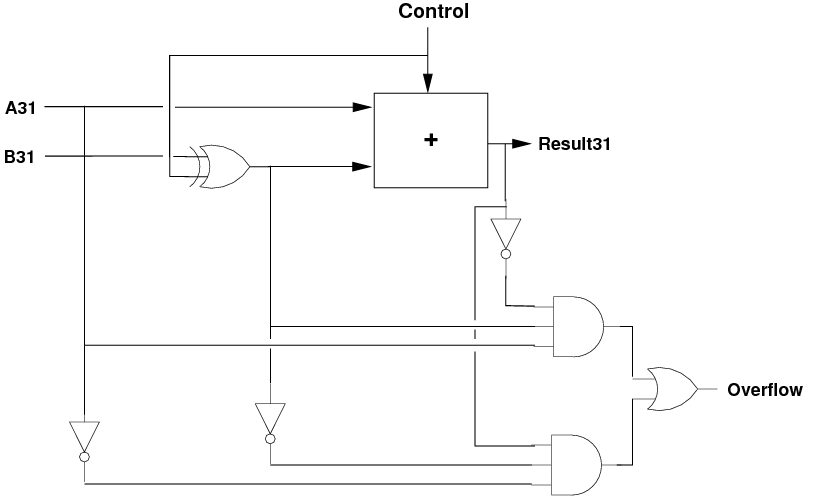 Control
A31
B31
+
Result31
Overflow